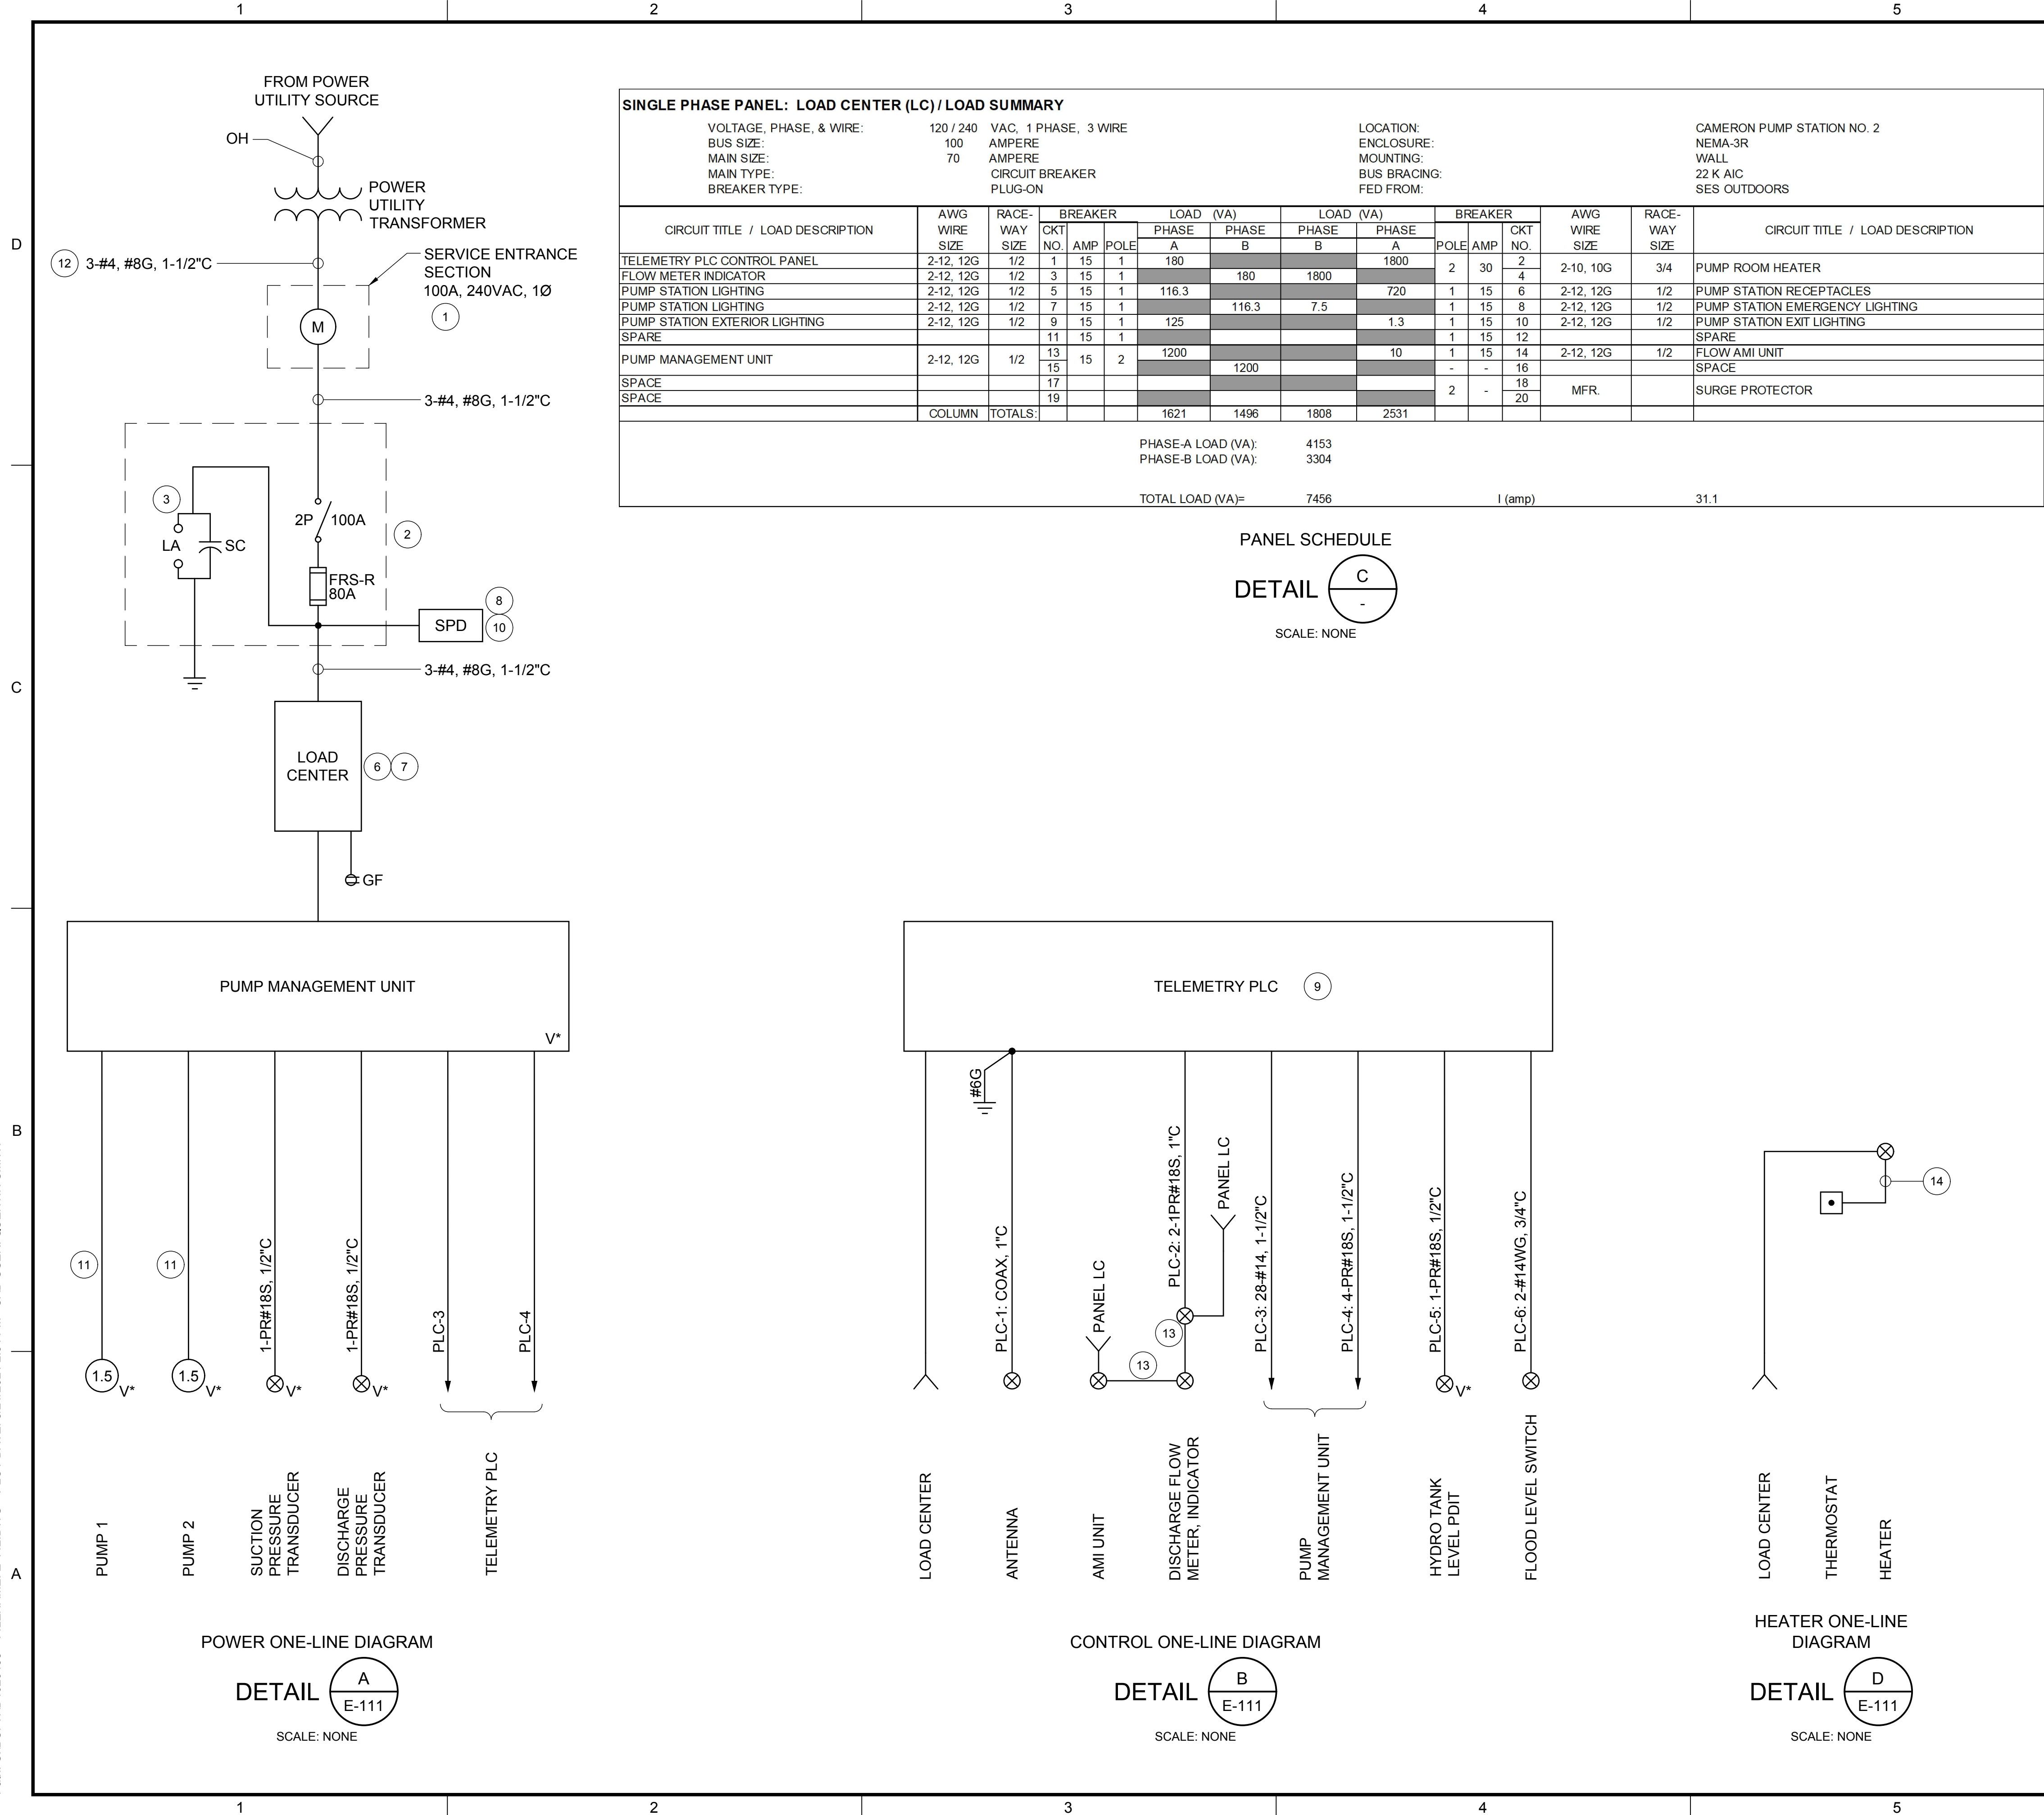 1 2 3 4 5
D
C
B
A
FROM POWER
UTILITY SOURCE
OH
POWER
UTILITY
TRANSFORMER
12 3-#4, #8G, 1-1/2"C
SERVICE ENTRANCE
SECTION
100A, 240VAC, 1Ø
1
M
3-#4, #8G, 1-1/2"C
3
2P 100A
2
LA SC
FRS-R
80A
8
SPD
10
3-#4, #8G, 1-1/2"C
LOAD
CENTER
6 7
GF
PUMP MANAGEMENT UNIT
V*
11
11
1-PR#18S, 1/2"C
1-PR#18S, 1/2"C
PLC-3
PLC-4
1.5 V*
1.5 V*
V*
V*
PUMP 1
PUMP 2
SUCTION
PRESSURE
TRANSDUCER
DISCHARGE
PRESSURE
TRANSDUCER
TELEMETRY PLC
POWER ONE-LINE DIAGRAM
DETAIL A
E-111
SCALE: NONE
SINGLE PHASE PANEL: LOAD CENTER (LC) / LOAD SUMMARY
VOLTAGE, PHASE, & WIRE: 120 / 240 VAC, 1 PHASE, 3 WIRE LOCATION: CAMERON PUMP STATION NO. 2
BUS SIZE: 100 AMPERE ENCLOSURE: NEMA-3R
MAIN SIZE: 70 AMPERE MOUNTING: WALL
MAIN TYPE: CIRCUIT BREAKER BUS BRACING: 22 K AIC
BREAKER TYPE: PLUG-ON FED FROM: SES OUTDOORS
AWG RACE- BREAKER LOAD (VA) LOAD (VA) BREAKER AWG RACE-
CIRCUIT TITLE / LOAD DESCRIPTION WIRE WAY CKT PHASE PHASE PHASE PHASE CKT WIRE WAY CIRCUIT TITLE / LOAD DESCRIPTION
SIZE SIZE NO. AMP POLE A B B A POLE AMP NO. SIZE SIZE
TELEMETRY PLC CONTROL PANEL 2-12, 12G 1/2 1 15 1 180 1800 2 30 2 2-10, 10G 3/4 PUMP ROOM HEATER
FLOW METER INDICATOR 2-12, 12G 1/2 3 15 1 180 1800 4
PUMP STATION LIGHTING 2-12, 12G 1/2 5 15 1 116.3 720 1 15 6 2-12, 12G 1/2 PUMP STATION RECEPTACLES
PUMP STATION LIGHTING 2-12, 12G 1/2 7 15 1 116.3 7.5 1 15 8 2-12, 12G 1/2 PUMP STATION EMERGENCY LIGHTING
PUMP STATION EXTERIOR LIGHTING 2-12, 12G 1/2 9 15 1 125 1.3 1 15 10 2-12, 12G 1/2 PUMP STATION EXIT LIGHTING
SPARE 11 15 1 1 15 12 SPARE
PUMP MANAGEMENT UNIT 2-12, 12G 1/2 13 15 2 1200 10 1 15 14 2-12, 12G 1/2 FLOW AMI UNIT
15 1200 - - 16 SPACE
SPACE 17 2 - 18 MFR. SURGE PROTECTOR
SPACE 19 20
COLUMN TOTALS: 1621 1496 1808 2531
PHASE-A LOAD (VA): 4153
PHASE-B LOAD (VA): 3304
TOTAL LOAD (VA)= 7456 I (amp) 31.1
PANEL SCHEDULE
DETAIL C
-
SCALE: NONE
TELEMETRY PLC 9
#6G
PLC-1: COAX, 1"C
PANEL LC
PLC-2: 2-1PR#18S, 1"C
PANEL LC
PLC-3: 28-#14, 1-1/2"C
PLC-4: 4-PR#18S, 1-1/2"C
PLC-5: 1-PR#18S, 1/2"C
PLC-6: 2-#14WG, 3/4"C
13
13
V*
LOAD CENTER
ANTENNA
AMI UNIT
DISCHARGE FLOW
METER, INDICATOR
PUMP
MANAGEMENT UNIT
HYDRO TANK
LEVEL PDIT
FLOOD LEVEL SWITCH
CONTROL ONE-LINE DIAGRAM
DETAIL B
E-111
SCALE: NONE
14
LOAD CENTER
THERMOSTAT
HEATER
HEATER ONE-LINE
DIAGRAM
DETAIL D
E-111
SCALE: NONE
1 2 3 4 5